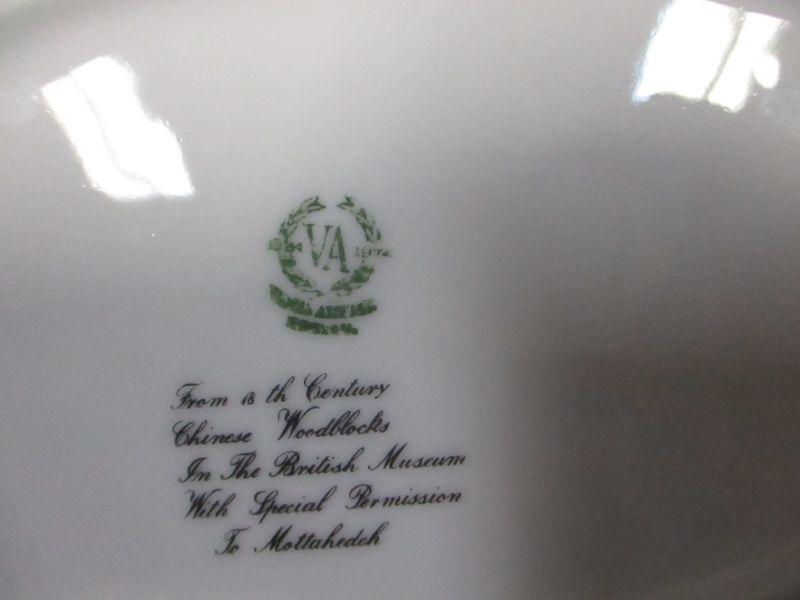 VA
From 18 th Century
Chinese Woodblocks
In The British Museum
With Special Permission
To Mottahedeh